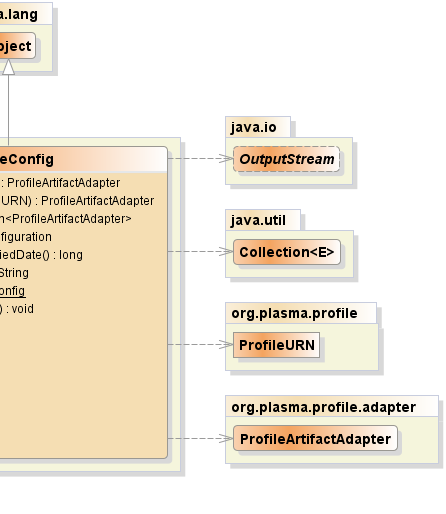 a.lang
bject
eConfig
: ProfileArtifactAdapter
URN) : ProfileArtifactAdapter
n<ProfileArtifactAdapter>
figuration
iedDate() : long
String
onfig
) : void
java.io
OutputStream
java.util
Collection<E>
org.plasma.profile
ProfileURN
org.plasma.profile.adapter
ProfileArtifactAdapter